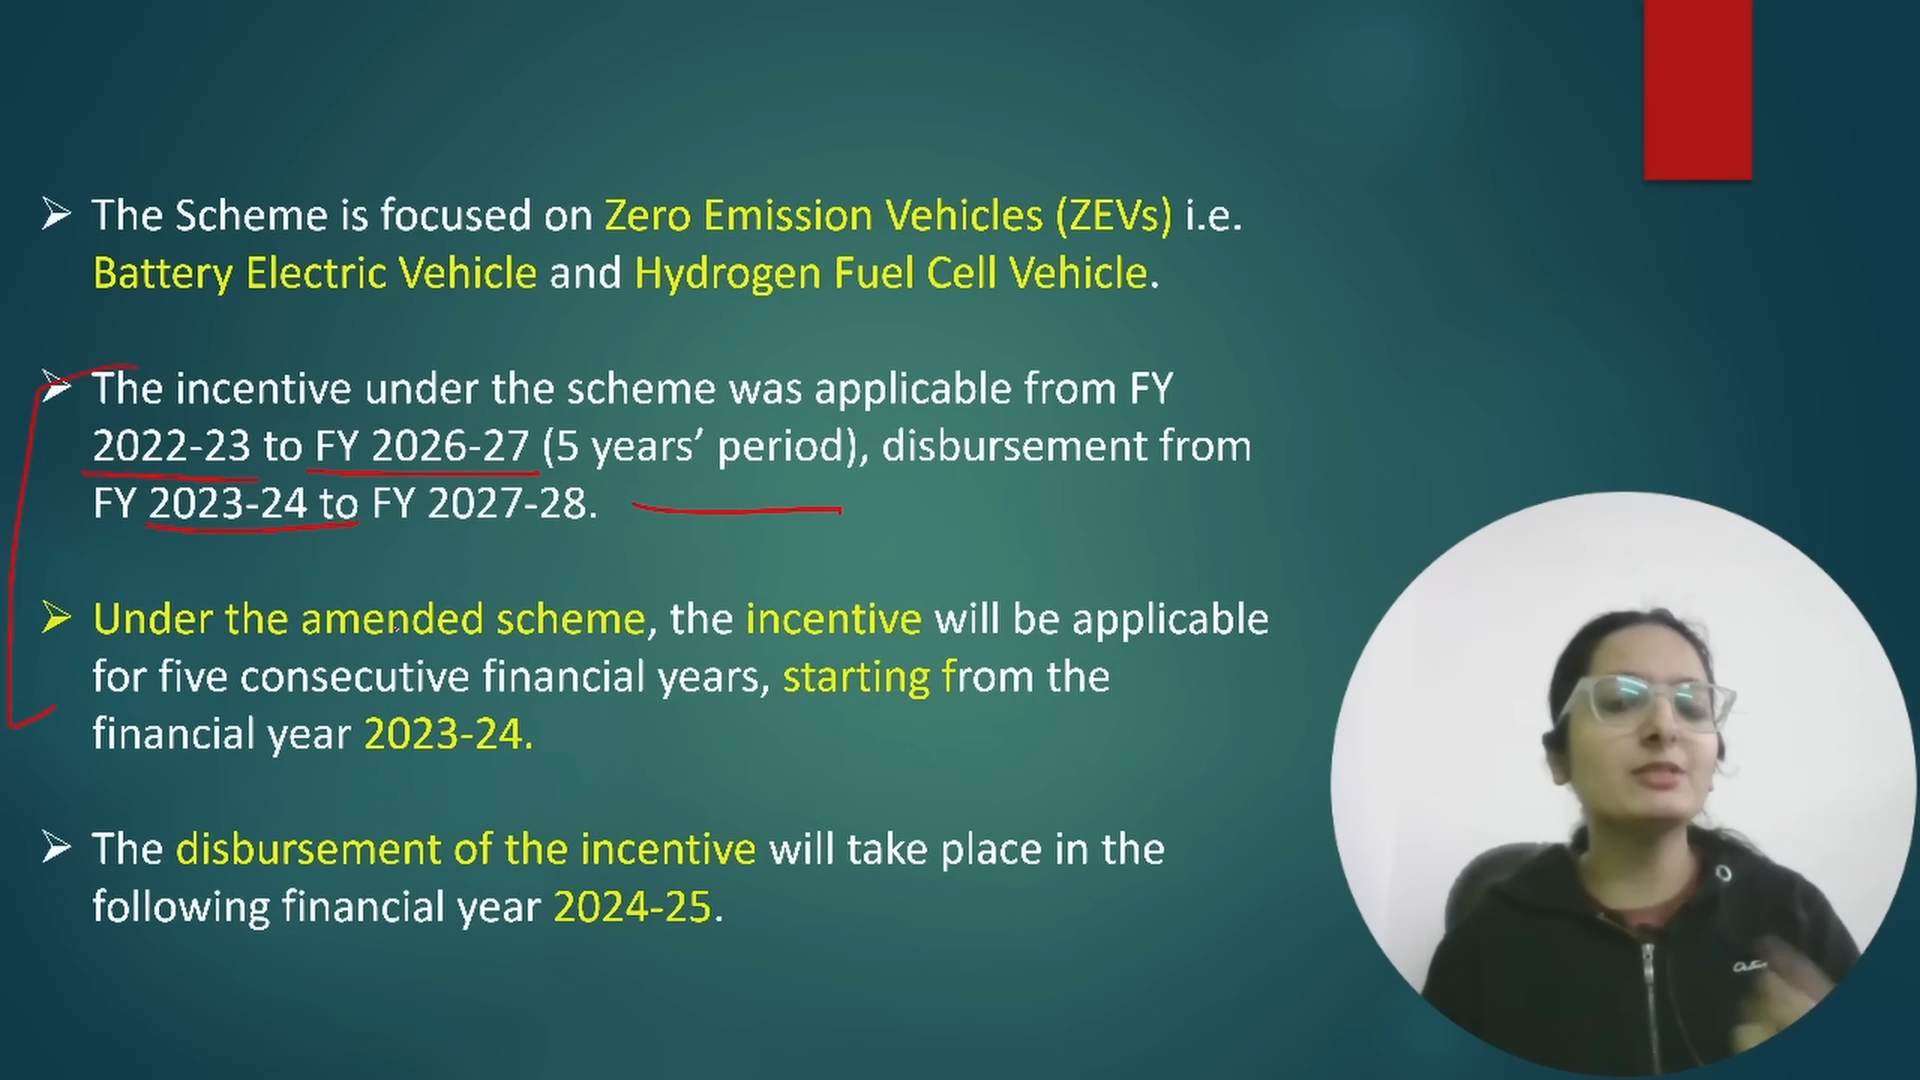 ➢ The Scheme is focused on Zero Emission Vehicles (ZEVs) i.e.
Battery Electric Vehicle and Hydrogen Fuel Cell Vehicle.
➢ The incentive under the scheme was applicable from FY
2022-23 to FY 2026-27 (5 years’ period), disbursement from
FY 2023-24 to FY 2027-28.
➢ Under the amended scheme, the incentive will be applicable
for five consecutive financial years, starting from the
financial year 2023-24.
➢ The disbursement of the incentive will take place in the
following financial year 2024-25.